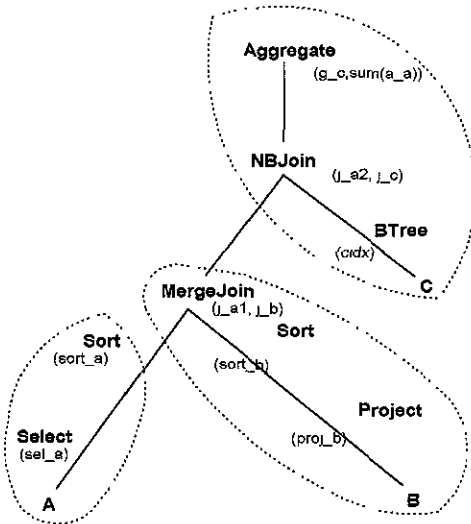 Aggregate
(g_c,sum(a_a))
NBJoin
(j_a2, j_c)
BTree
(cidx)
C
MergeJoin
(j_a1, j_b)
Sort
(sort_a)
Sort
(sort_b)
Select
(sel_a)
Project
(proj_b)
A
B